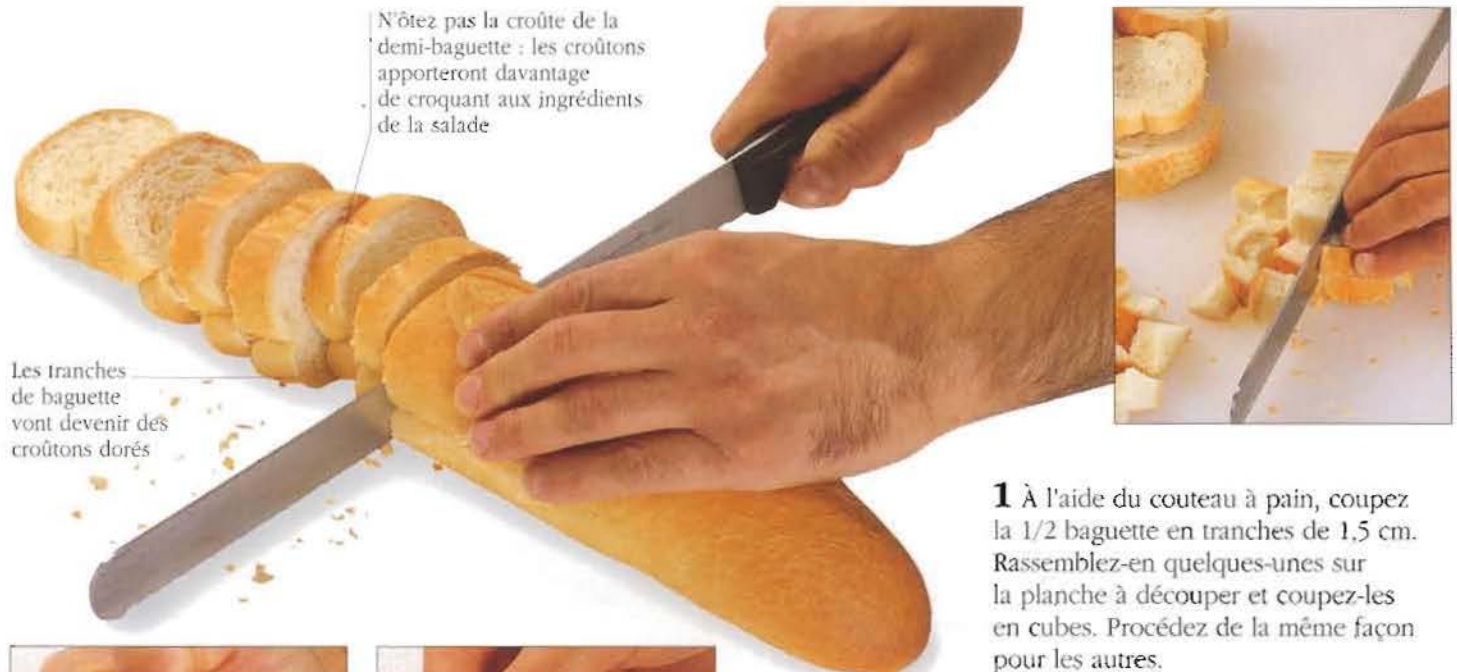 N'ôtez pas la croûte de la
demi-baguette : les croûtons
apporteront davantage
de croquant aux ingrédients
de la salade
Les tranches
de baguette
vont devenir des
croûtons dorés
1 À l'aide du couteau à pain, coupez
la 1/2 baguette en tranches de 1,5 cm.
Rassemblez-en quelques-unes sur
la planche à découper et coupez-les
en cubes. Procédez de la même façon
pour les autres.